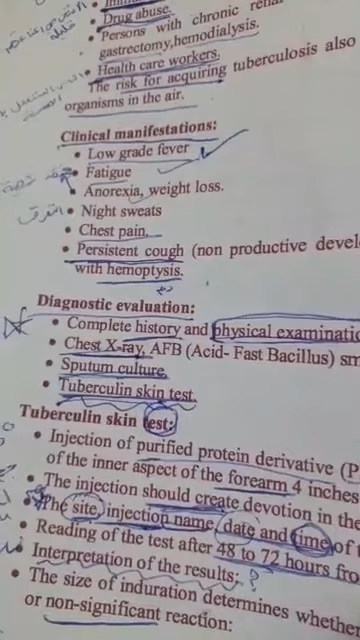 Drug abuse.
Persons with chronic renal
gastrectomy, hemodialysis.
Health care workers.
The risk for acquiring tuberculosis also
organisms in the air.
Clinical manifestations:
Low grade fever
Fatigue
Anorexia, weight loss.
Night sweats
Chest pain.
Persistent cough (non productive devel
with hemoptysis.
Diagnostic evaluation:
Complete history and physical examinatio
Chest X-ray, AFB (Acid- Fast Bacillus) sm
Sputum culture.
Tuberculin skin test.
Tuberculin skin test:
Injection of purified protein derivative (P
of the inner aspect of the forearm 4 inches
The injection should create devotion in the
The site, injection name, date and time of t
Reading of the test after 48 to 72 hours fro
Interpretation of the results: ?
The size of induration determines whethe
or non-significant reaction: